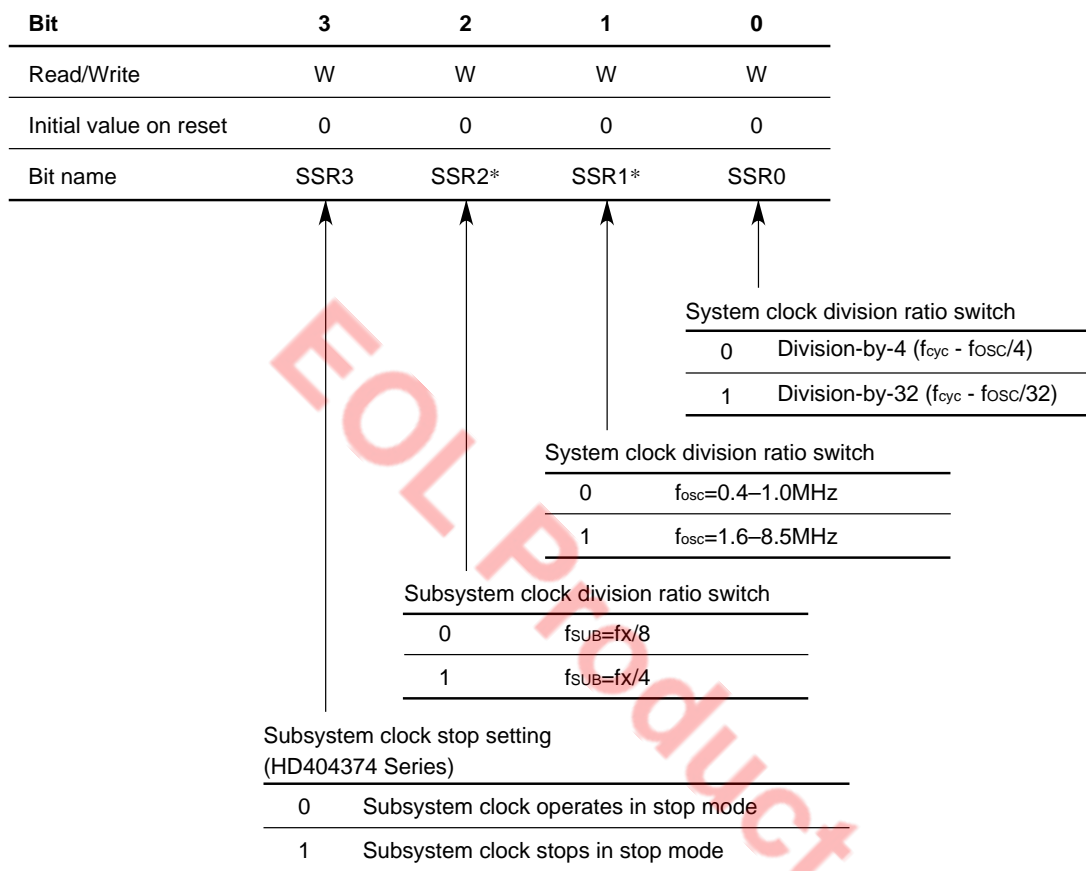 Bit 3 2 1 0
Read/Write W W W W
Initial value on reset 0 0 0 0
Bit name SSR3 SSR2* SSR1* SSR0
System clock division ratio switch
0 Division-by-4 (fcyc - fOSC/4)
1 Division-by-32 (fcyc - fosc/32)
System clock division ratio switch
0 fosc=0.4–1.0MHz
1 fosc=1.6–8.5MHz
Subsystem clock division ratio switch
0 fSUB=fx/8
1 fSUB=fx/4
Subsystem clock stop setting
(HD404374 Series)
0 Subsystem clock operates in stop mode
1 Subsystem clock stops in stop mode
EOL Product